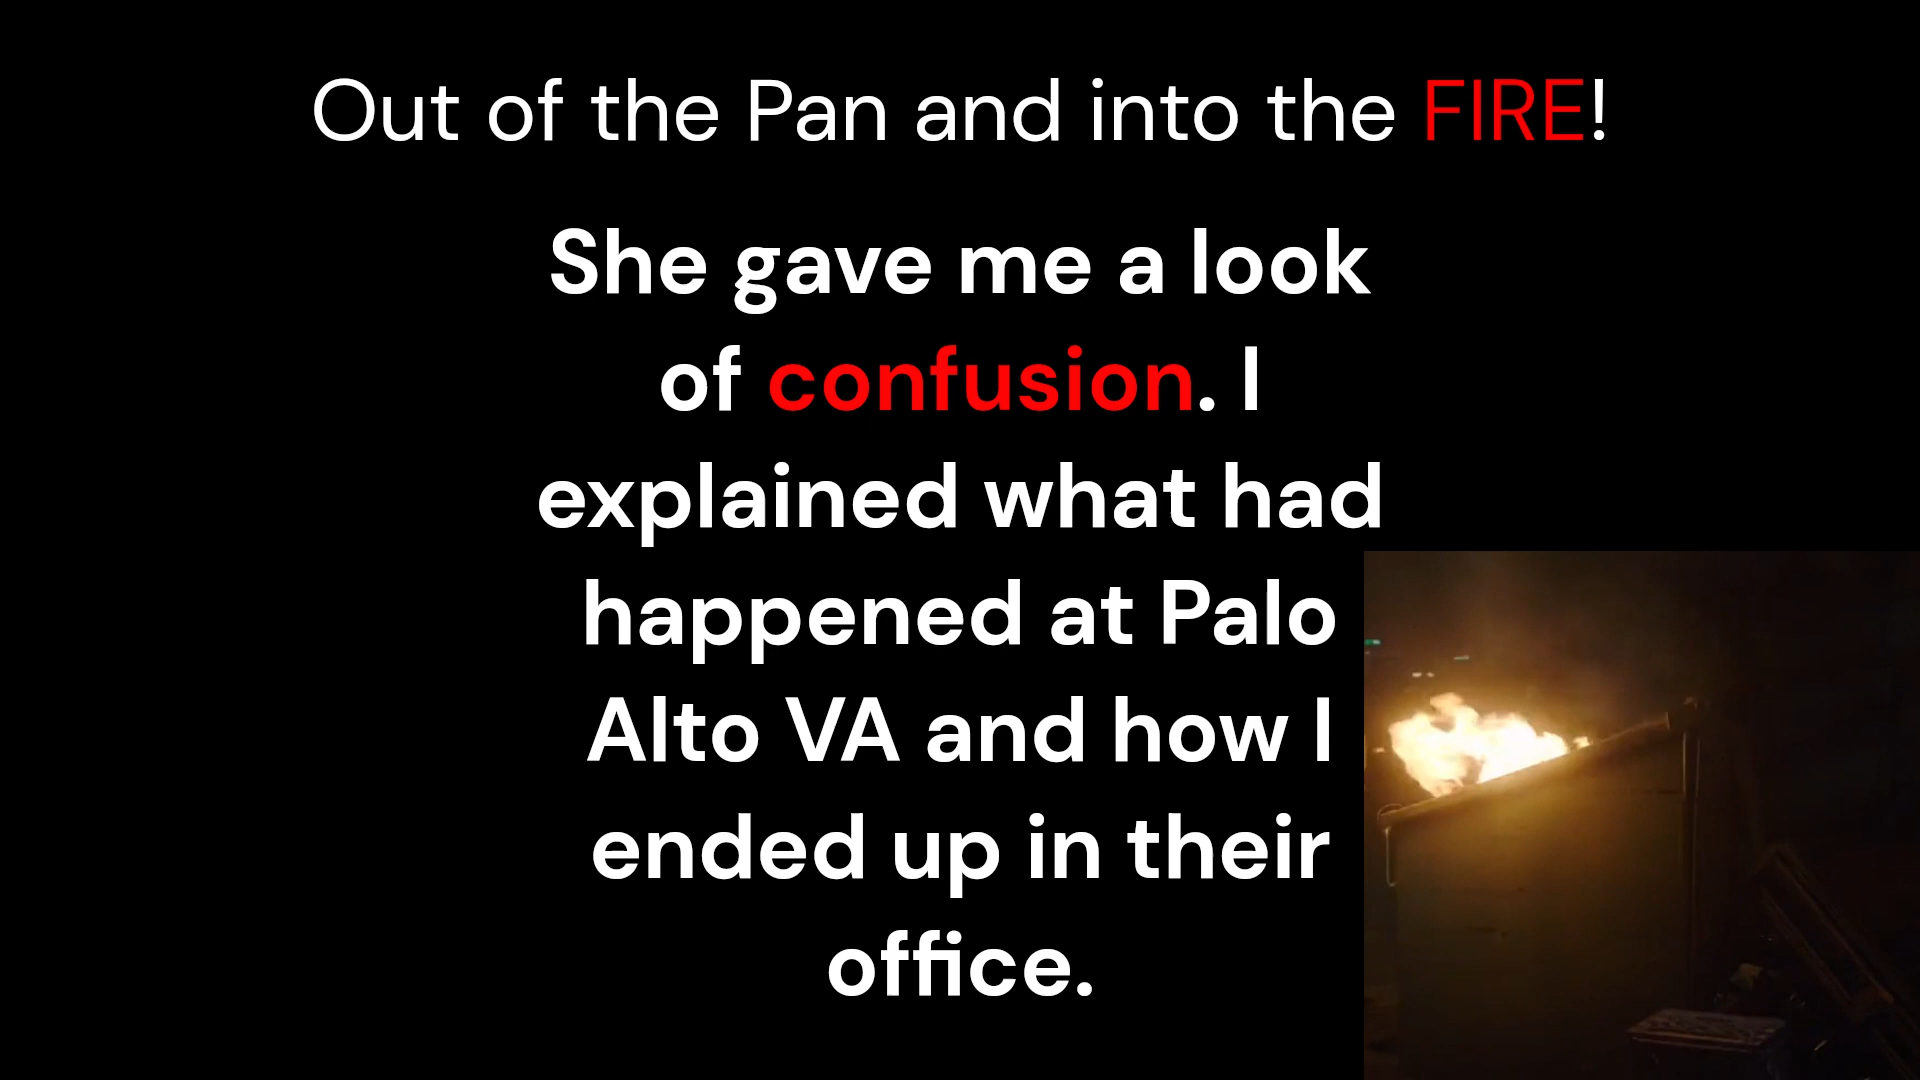 Out of the Pan and into the FIRE!
She gave me a look
of confusion. I
explained what had
happened at Palo
Alto VA and how I
ended up in their
office.